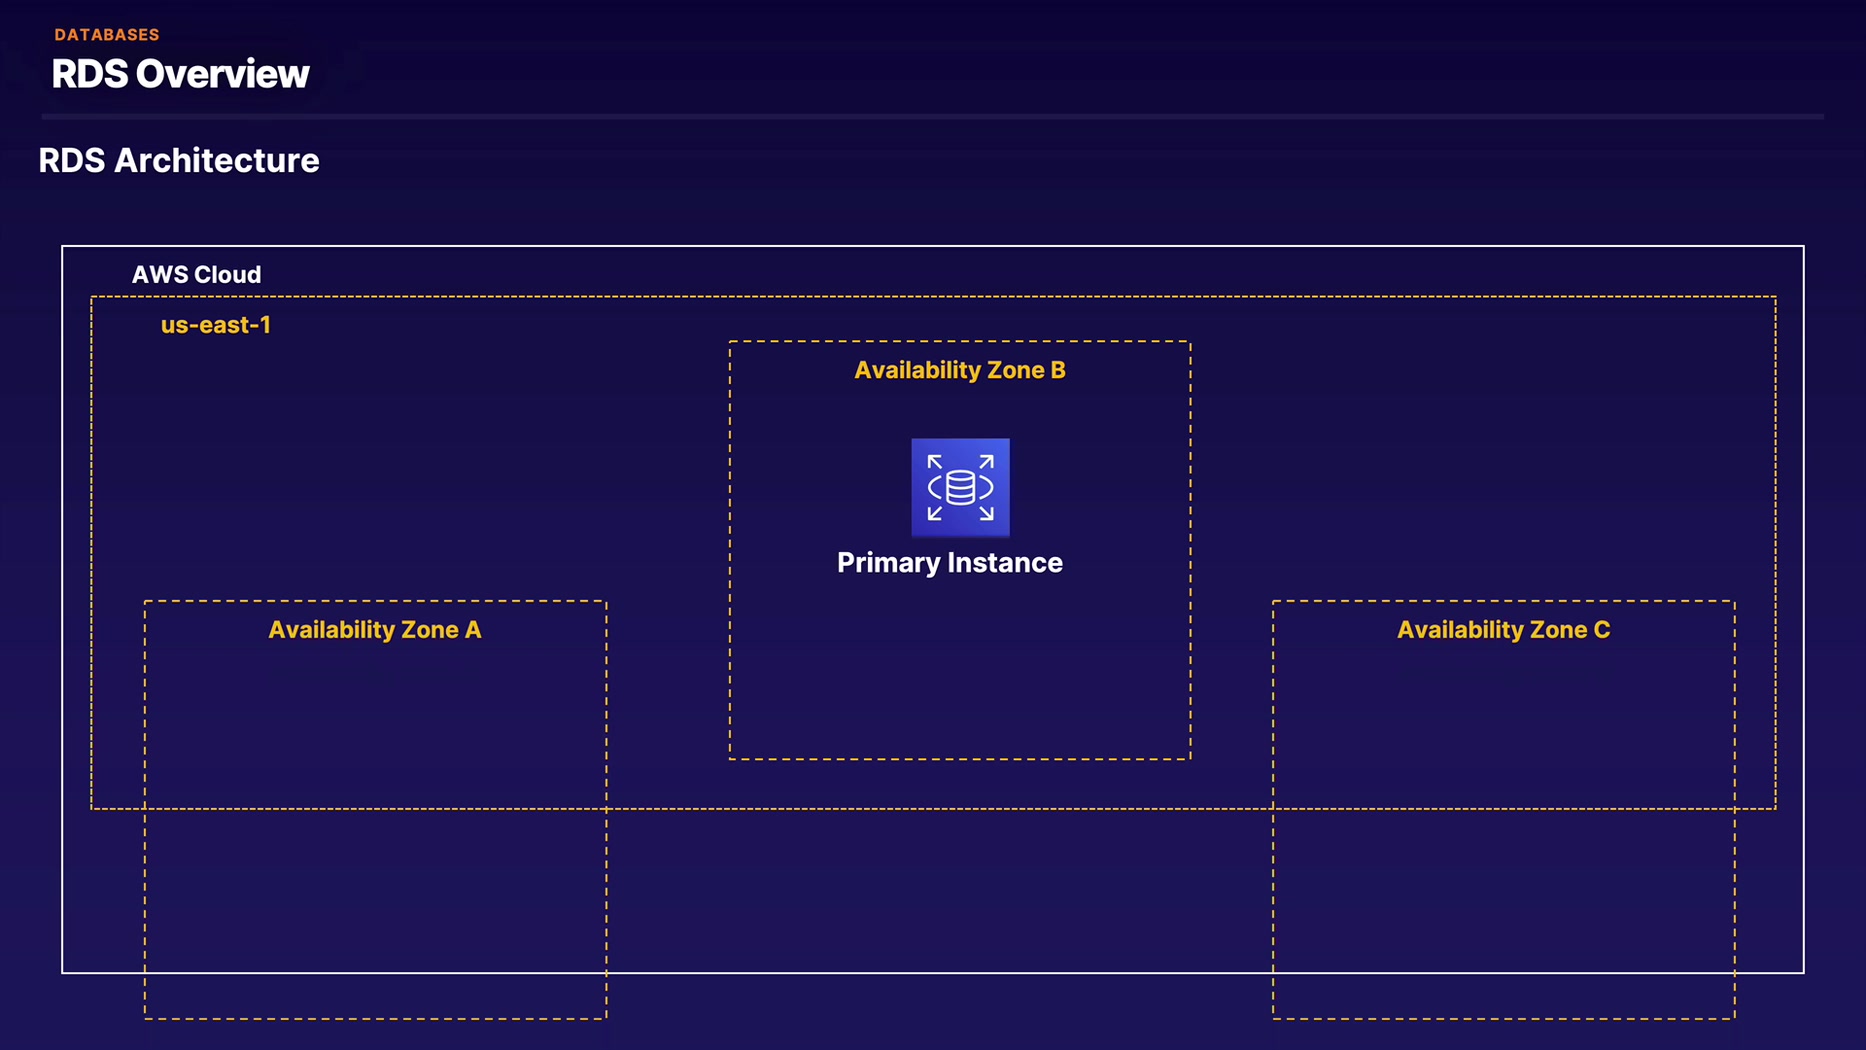 DATABASES
RDS Overview
RDS Architecture
AWS Cloud
us-east-1
Availability Zone B
Primary Instance
Availability Zone A
Availability Zone C